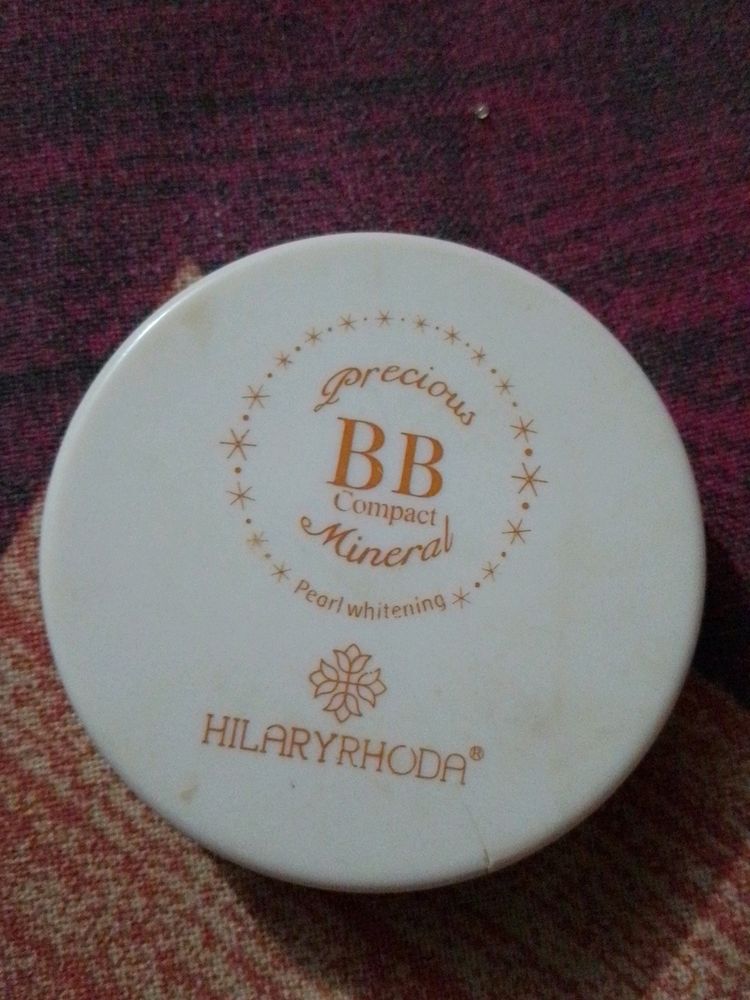 Precious
BB
Compact
Mineral
Pearl whitening
HILARYRHODA®